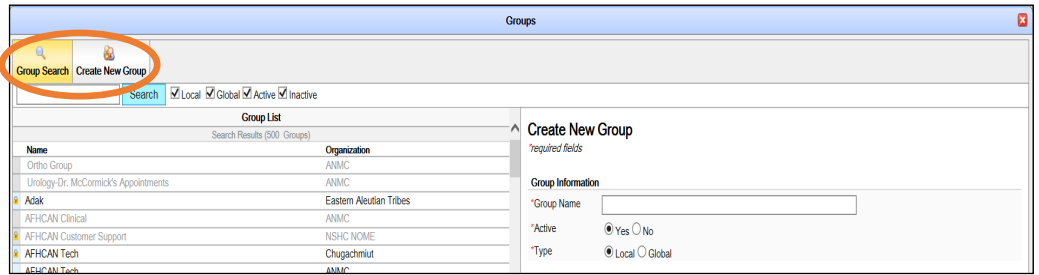 Groups
Group Search Create New Group
Search Local Global Active Inactive
Group List
Search Results (500 Groups)
Name Organization
Ortho Group ANMC
Urology-Dr. McCormick's Appointments ANMC
Adak Eastern Aleutian Tribes
AFHCAN Clinical ANMC
AFHCAN Customer Support NSHC NOME
AFHCAN Tech Chugachmiut
AFHCAN Tech ANMC
Create New Group
*required fields
Group Information
*Group Name
*Active Yes No
*Type Local Global